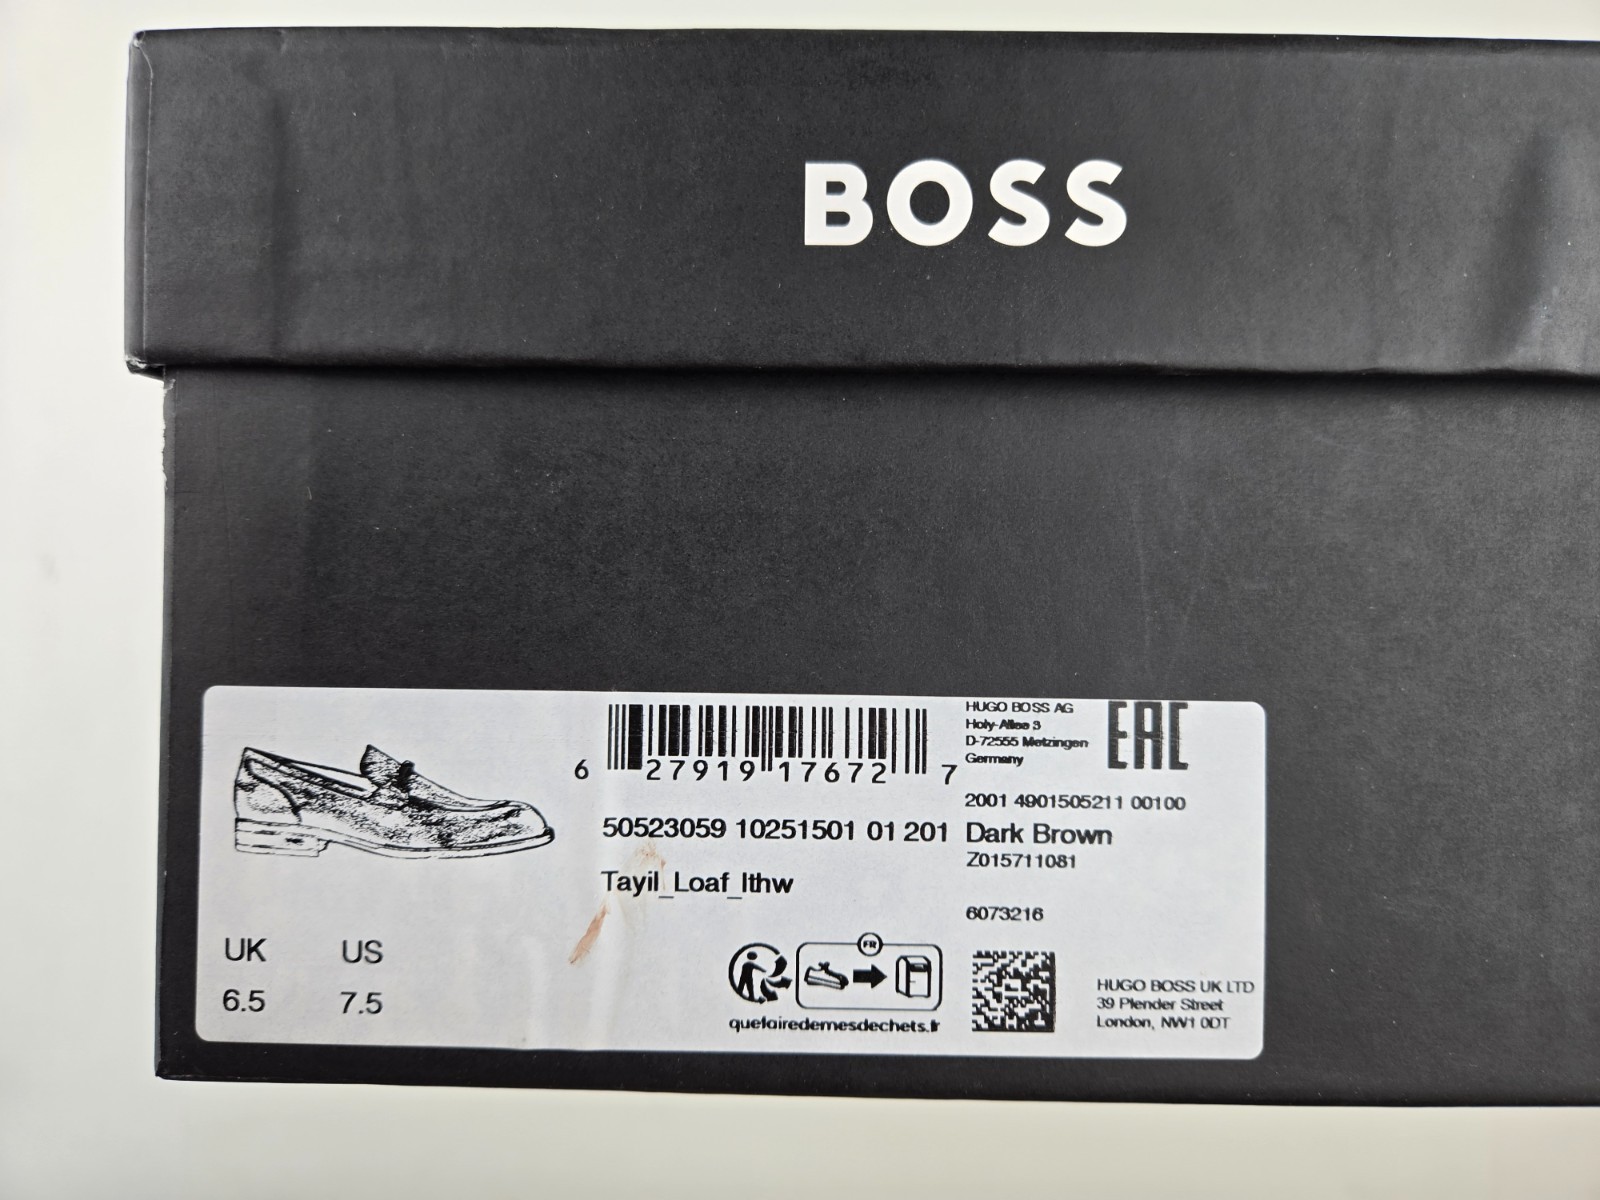 BOSS
6 27919 17672 7
HUGO BOSS AG
Holy-Allee 3
D-72555 Metzingen
Germany
EAC
2001 4901505211 00100
50523059 10251501 01 201 Dark Brown
Z015711081
Tayil_Loaf_lthw
6073216
UK US
6.5 7.5
FR
quefairedemesdechets.fr
HUGO BOSS UK LTD
39 Plender Street
London, NW1 0DT